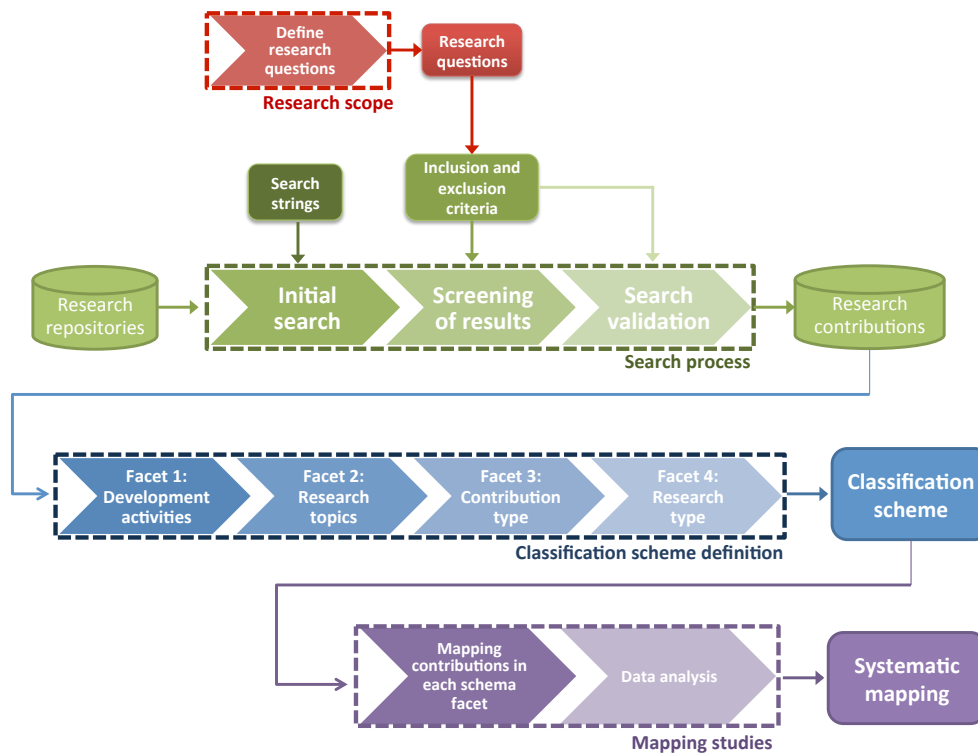 Define
research
questions
Research
questions
Research scope
Search
strings
Inclusion and
exclusion
criteria
Research
repositories
Initial
search
Screening
of results
Search
validation
Research
contributions
Search process
Facet 1:
Development
activities
Facet 2:
Research
topics
Facet 3:
Contribution
type
Facet 4:
Research
type
Classification
scheme
Classification scheme definition
Mapping
contributions in
each schema
facet
Data analysis
Systematic
mapping
Mapping studies